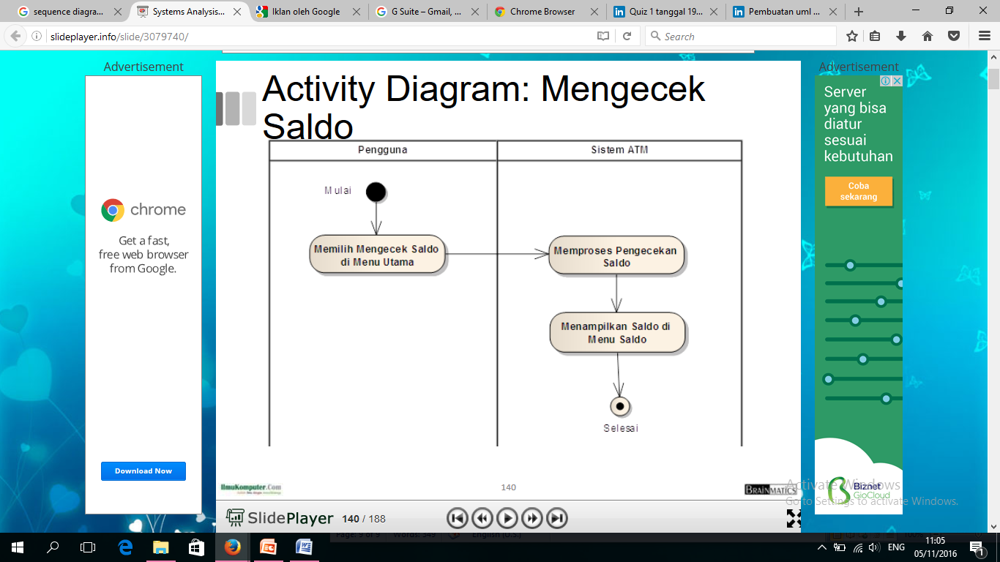 sequence diagra...
Systems Analysis...
Iklan oleh Google
G Suite – Gmail, ...
Chrome Browser
Quiz 1 tanggal 19...
Pembuatan uml ...
slideplayer.info/slide/3079740/
Search
Advertisement
chrome
Get a fast,
free web browser
from Google.
Download Now
Activity Diagram: Mengecek
Saldo
Pengguna
Sistem ATM
Mulai
Memilih Mengecek Saldo
di Menu Utama
Memproses Pengecekan
Saldo
Menampilkan Saldo di
Menu Saldo
Selesai
IlmuKomputer.Com
140
BRAINMATICS
SlidePlayer
140 / 188
Advertisement
Server
yang bisa
diatur
sesuai
kebutuhan
Coba
sekarang
Biznet
GioCloud
Activate Windows
Go to Settings to activate Windows.
Page: 9 of 9
Words: 349
English (U.S.)
100%
ENG
11:05
05/11/2016
1